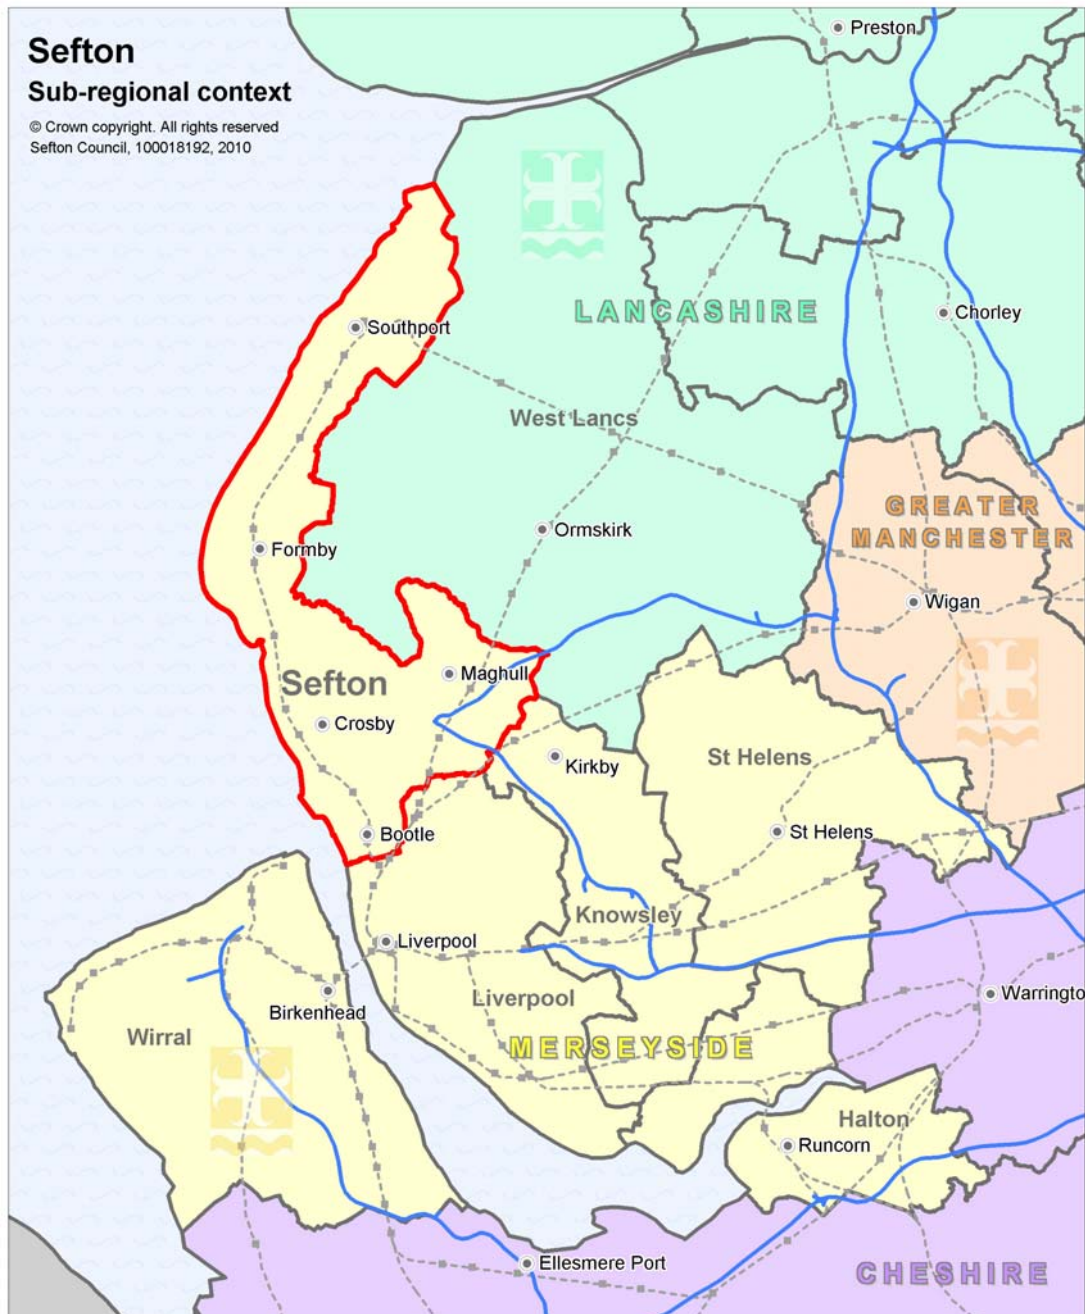 Sefton
Sub-regional context
© Crown copyright. All rights reserved
Sefton Council, 100018192, 2010
Preston
LANCASHIRE
Chorley
Southport
West Lancs
GREATER
MANCHESTER
Ormskirk
Formby
Wigan
Maghull
Sefton
Crosby
Kirkby
St Helens
St Helens
Bootle
Knowsley
Liverpool
Liverpool
Birkenhead
Warringto
Wirral
MERSEYSIDE
Halton
Runcorn
Ellesmere Port
CHESHIRE